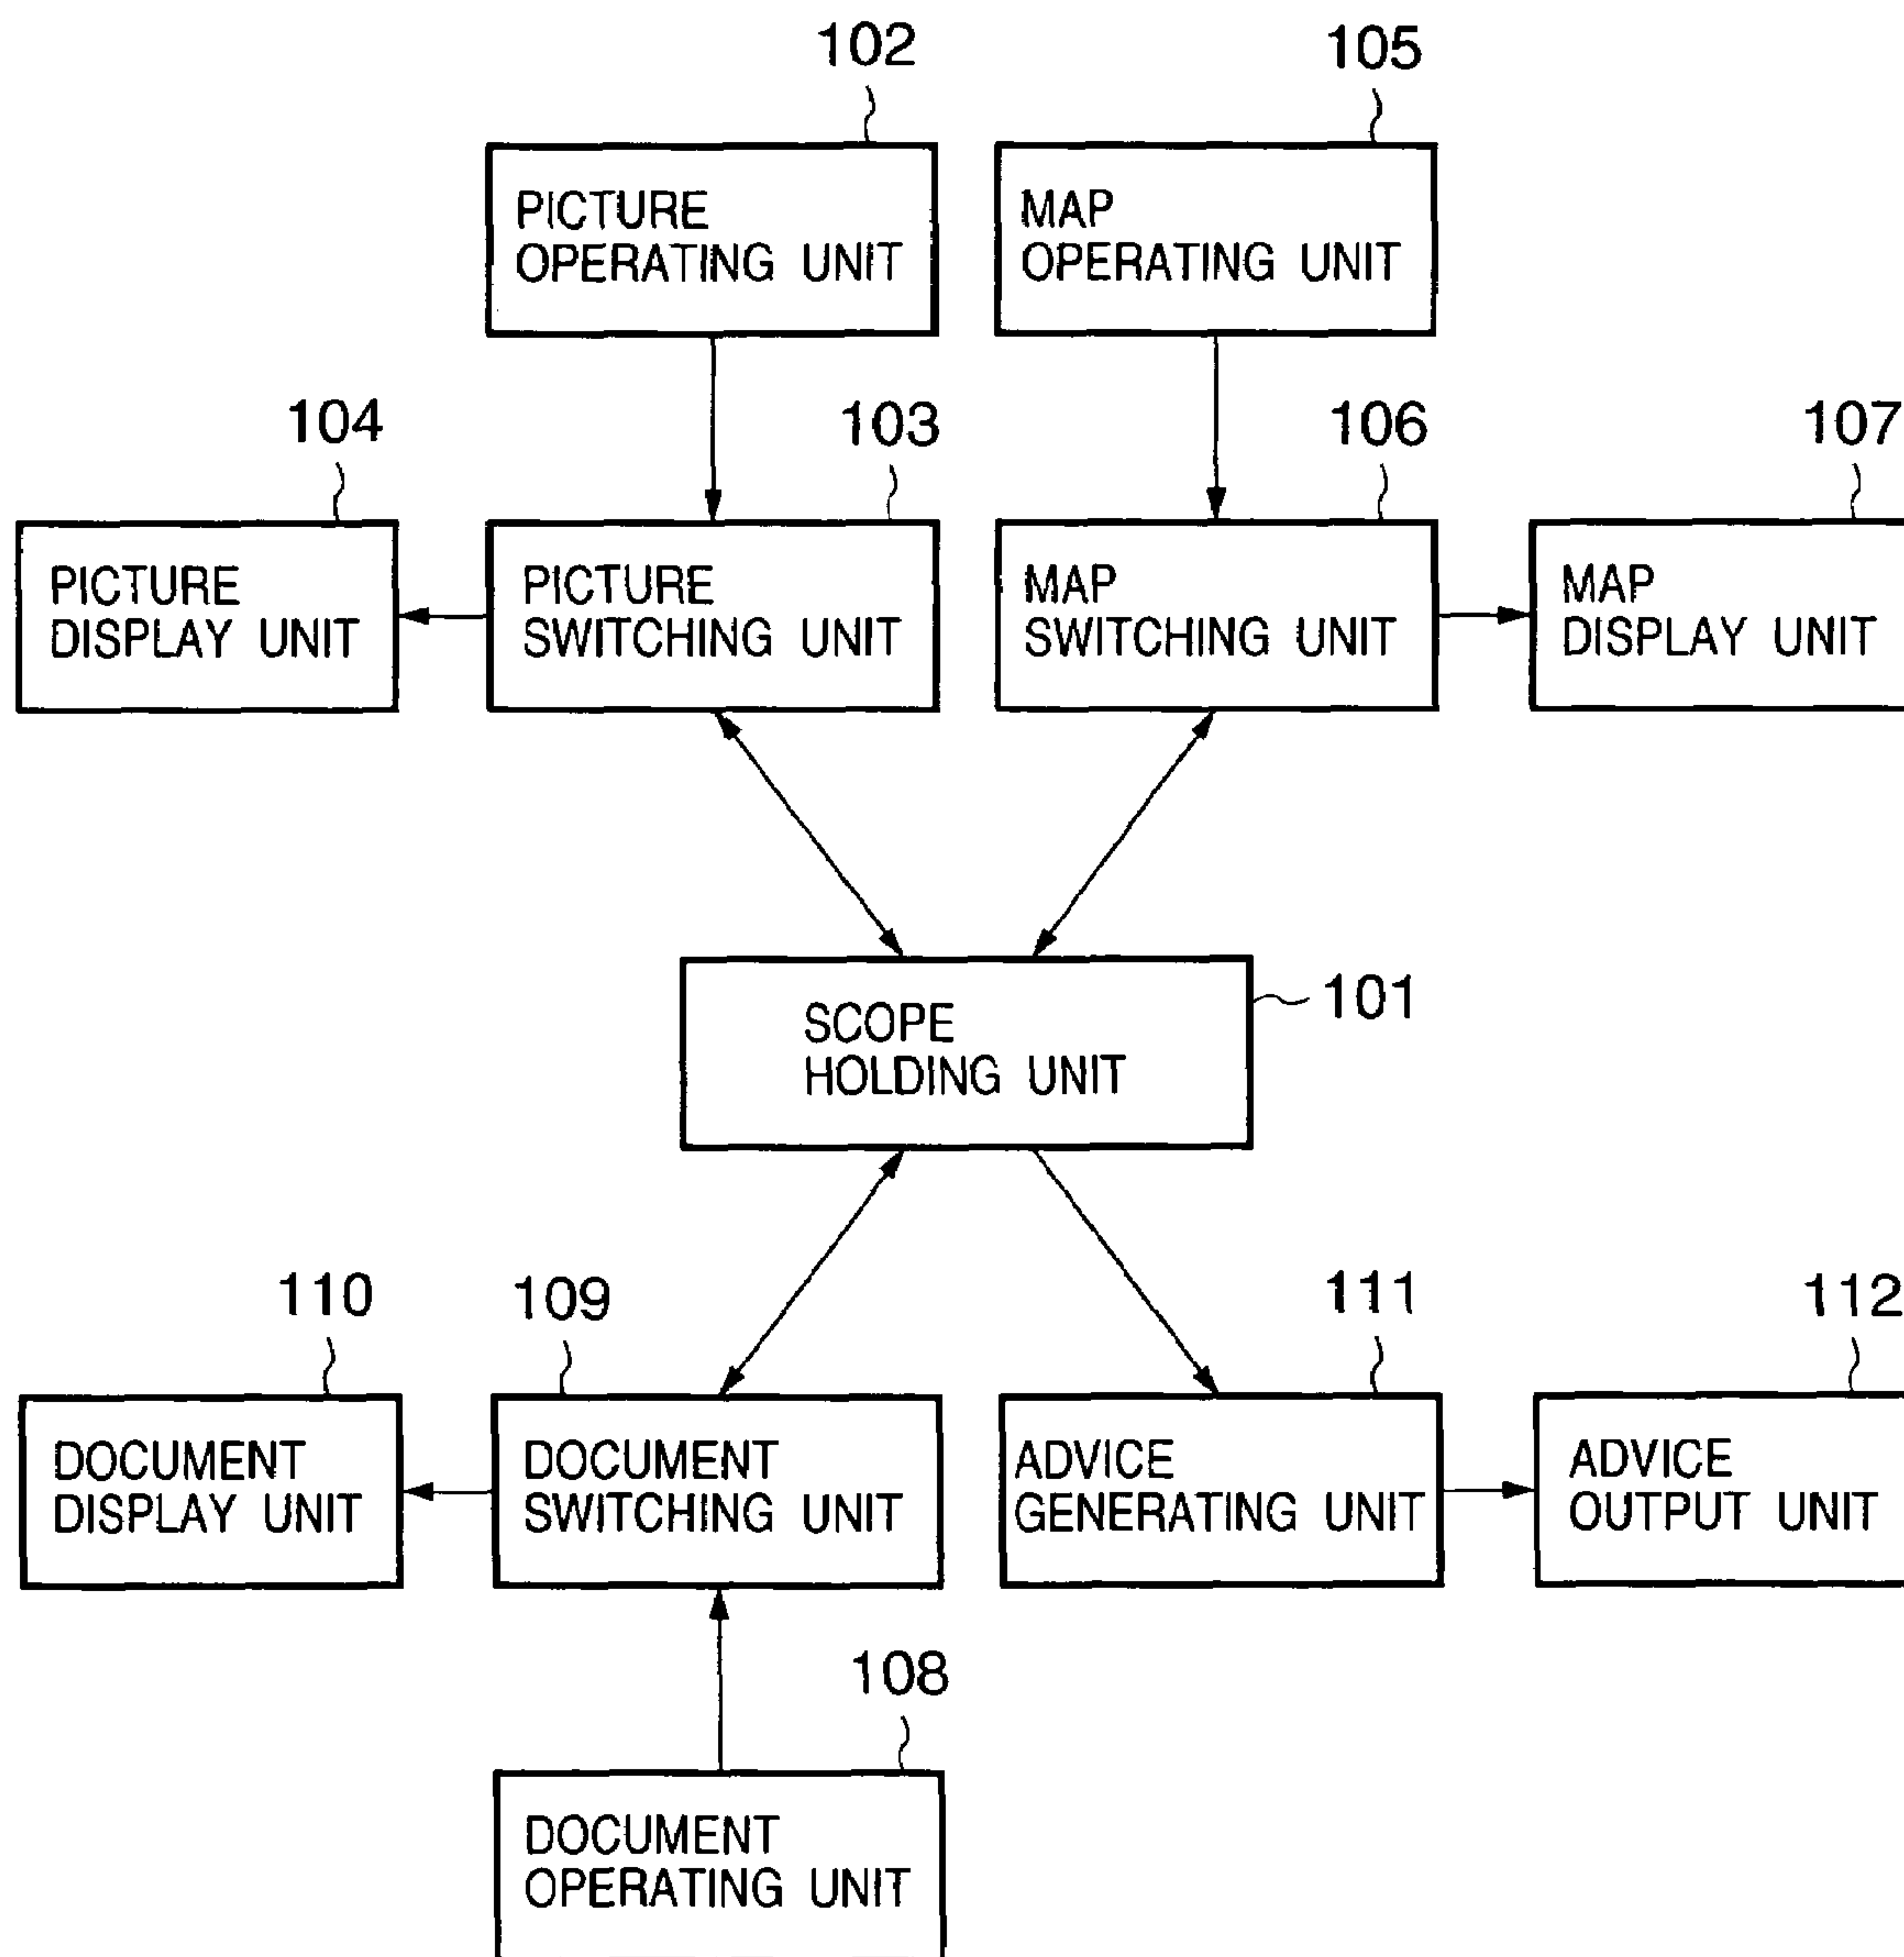 102
105
PICTURE
OPERATING UNIT
MAP
OPERATING UNIT
104
103
106
107
PICTURE
DISPLAY UNIT
PICTURE
SWITCHING UNIT
MAP
SWITCHING UNIT
MAP
DISPLAY UNIT
SCOPE
HOLDING UNIT
101
110
109
111
112
DOCUMENT
DISPLAY UNIT
DOCUMENT
SWITCHING UNIT
ADVICE
GENERATING UNIT
ADVICE
OUTPUT UNIT
108
DOCUMENT
OPERATING UNIT